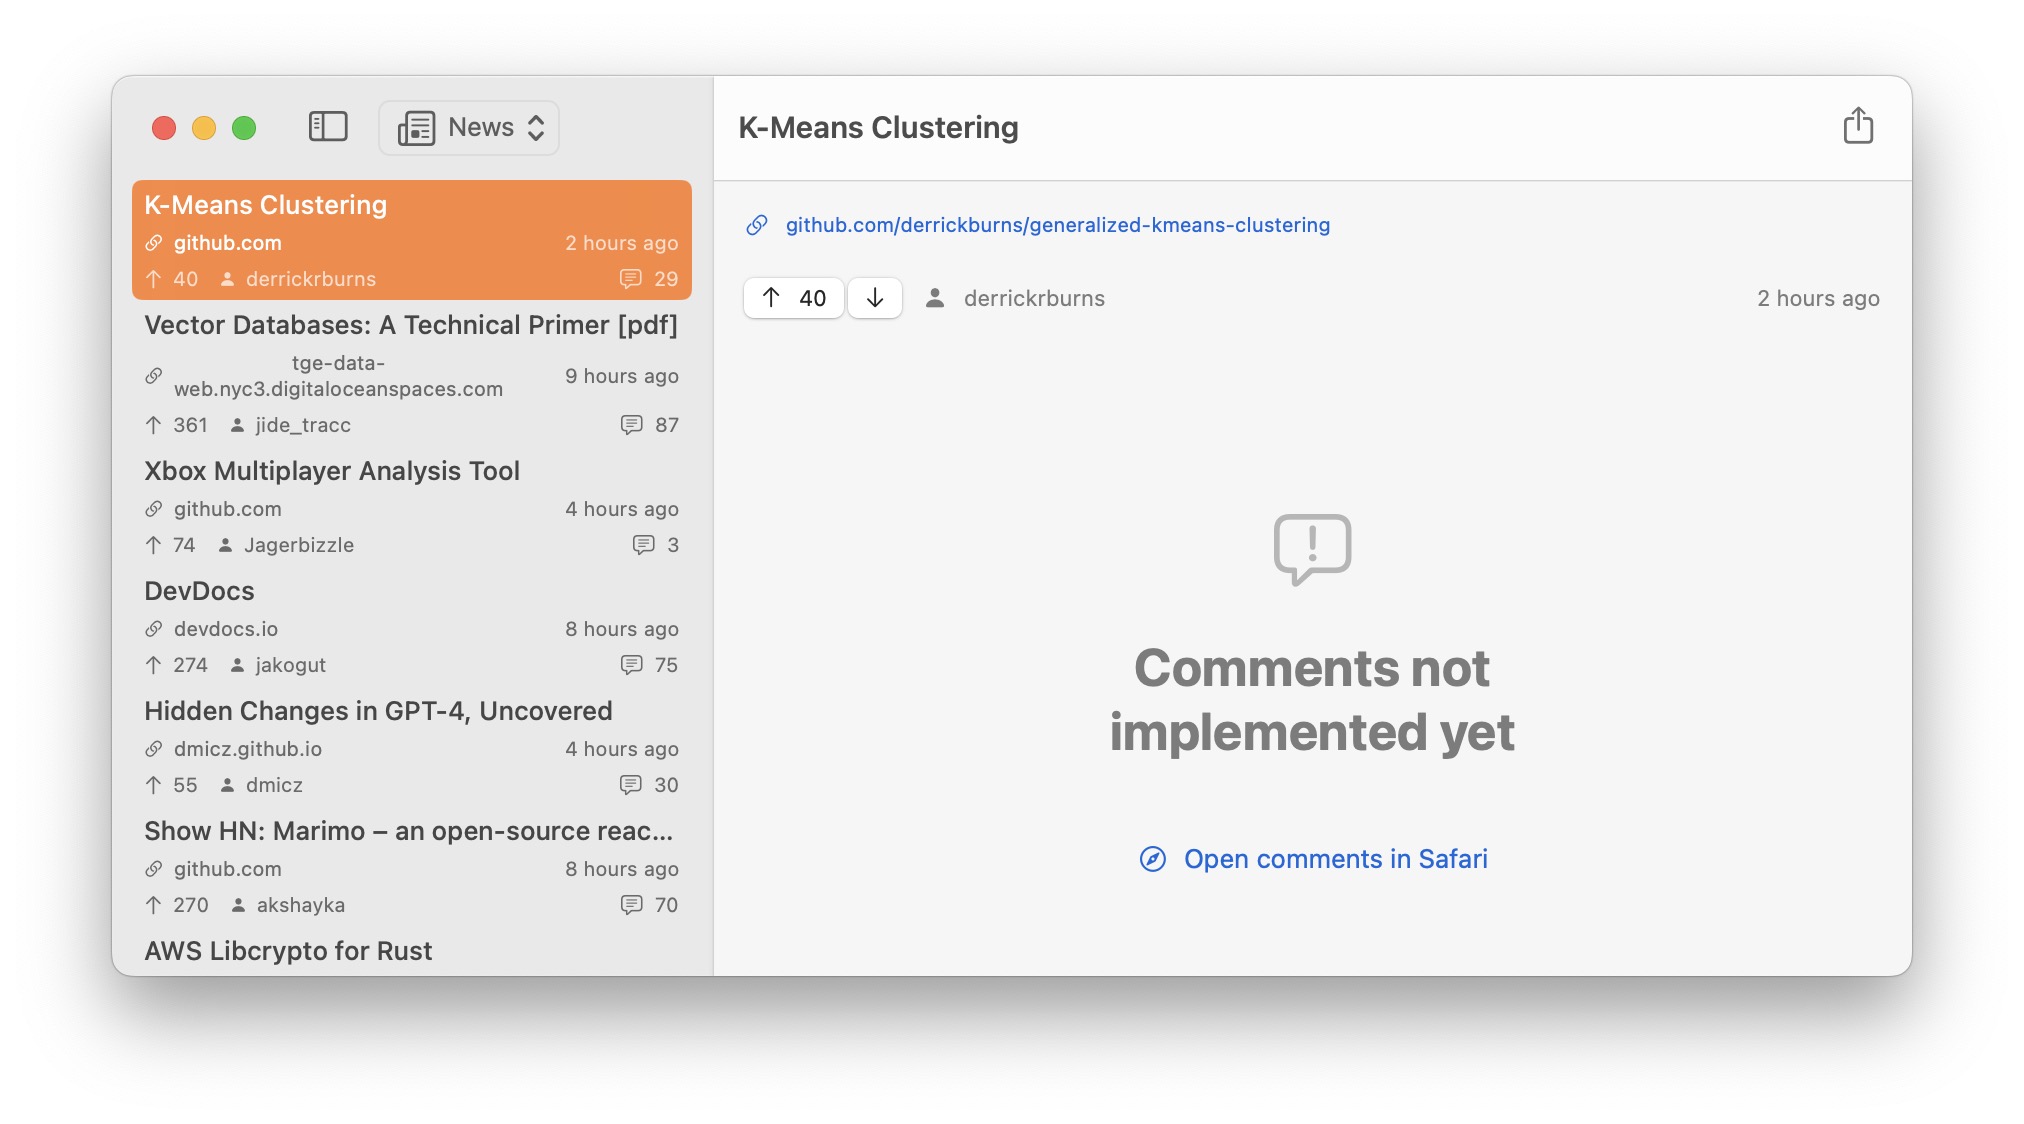 News
K-Means Clustering
github.com
2 hours ago
40
derrickrburns
29
Vector Databases: A Technical Primer [pdf]
tge-data-
web.nyc3.digitaloceanspaces.com
9 hours ago
361
jide_tracc
87
Xbox Multiplayer Analysis Tool
github.com
4 hours ago
74
Jagerbizzle
3
DevDocs
devdocs.io
8 hours ago
274
jakogut
75
Hidden Changes in GPT-4, Uncovered
dmicz.github.io
4 hours ago
55
dmicz
30
Show HN: Marimo – an open-source reac...
github.com
8 hours ago
270
akshayka
70
AWS Libcrypto for Rust
K-Means Clustering
github.com/derrickburns/generalized-kmeans-clustering
40
derrickrburns
2 hours ago
Comments not
implemented yet
Open comments in Safari